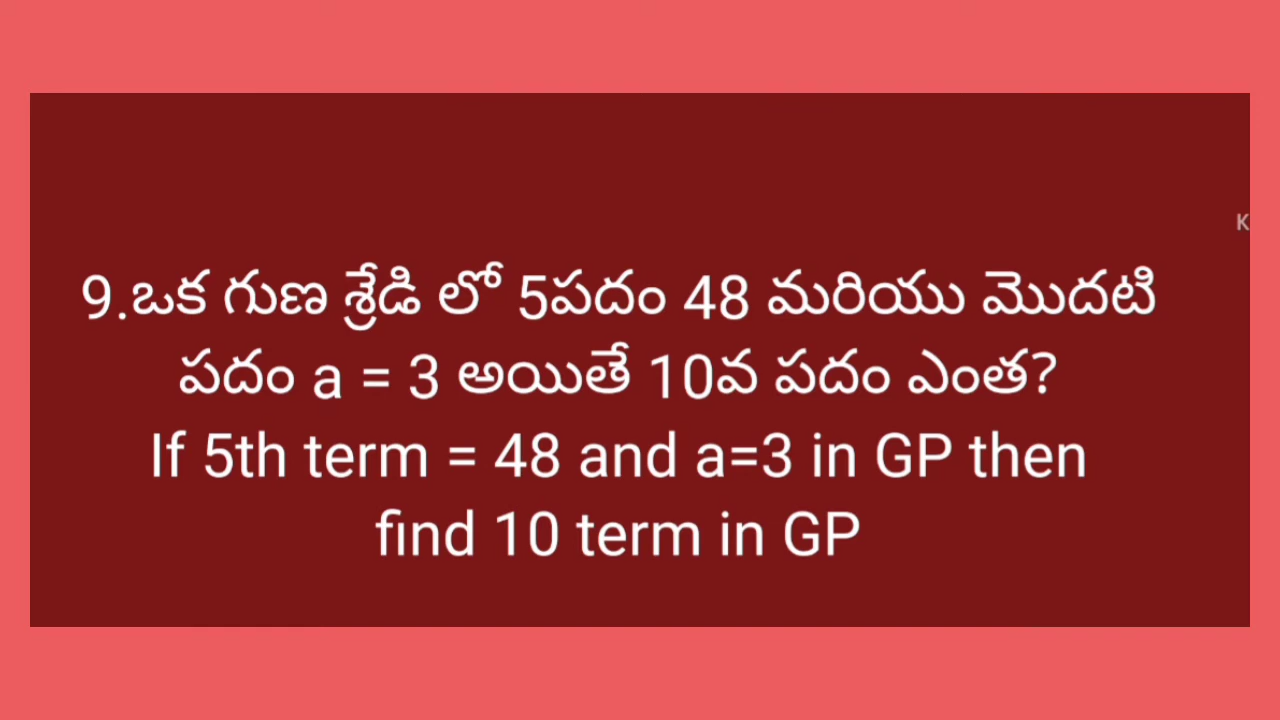 K
9.ఒక గుణ శ్రేడి లో 5పదం 48 మరియు మొదటి
పదం a = 3 అయితే 10వ పదం ఎంత?
If 5th term = 48 and a=3 in GP then
find 10 term in GP